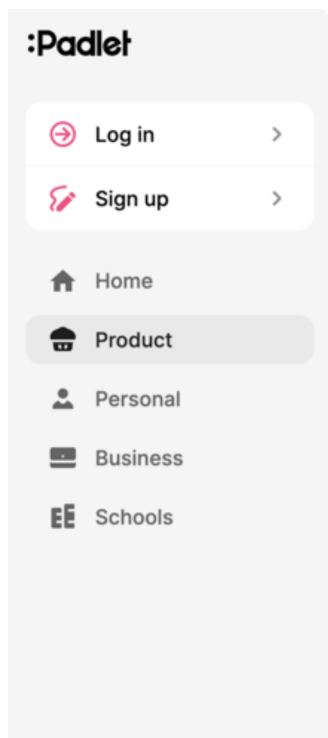 :Padlet
Log in
Sign up
Home
Product
Personal
Business
Schools